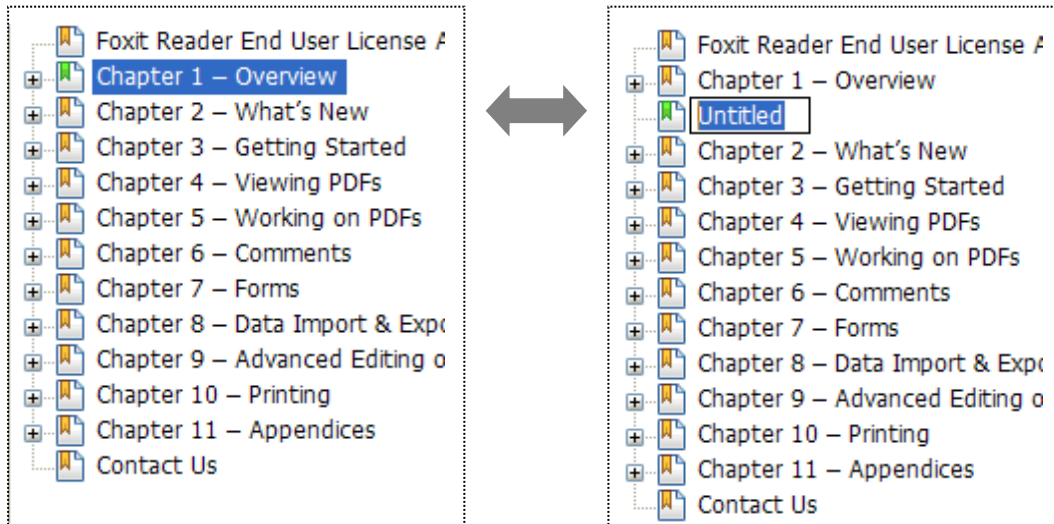 Foxit Reader End User License A
Chapter 1 – Overview
Chapter 2 – What's New
Chapter 3 – Getting Started
Chapter 4 – Viewing PDFs
Chapter 5 – Working on PDFs
Chapter 6 – Comments
Chapter 7 – Forms
Chapter 8 – Data Import & Expo
Chapter 9 – Advanced Editing o
Chapter 10 – Printing
Chapter 11 – Appendices
Contact Us
Foxit Reader End User License A
Chapter 1 – Overview
Untitled
Chapter 2 – What's New
Chapter 3 – Getting Started
Chapter 4 – Viewing PDFs
Chapter 5 – Working on PDFs
Chapter 6 – Comments
Chapter 7 – Forms
Chapter 8 – Data Import & Expo
Chapter 9 – Advanced Editing o
Chapter 10 – Printing
Chapter 11 – Appendices
Contact Us